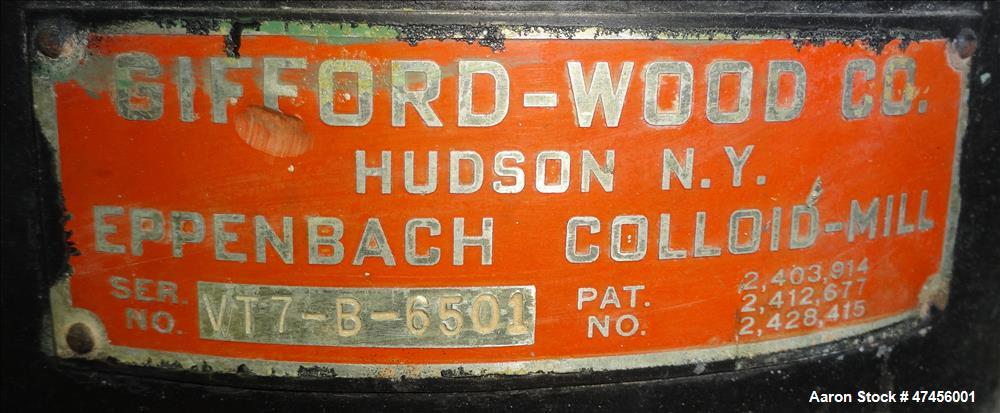 GIFFORD-WOOD CO.
HUDSON N.Y.
EPPENBACH COLLOID-MILL
SER. NO. VT7-B-6501
PAT. NO. 2,403,914
2,412,677
2,428,415
Aaron Stock # 47456001